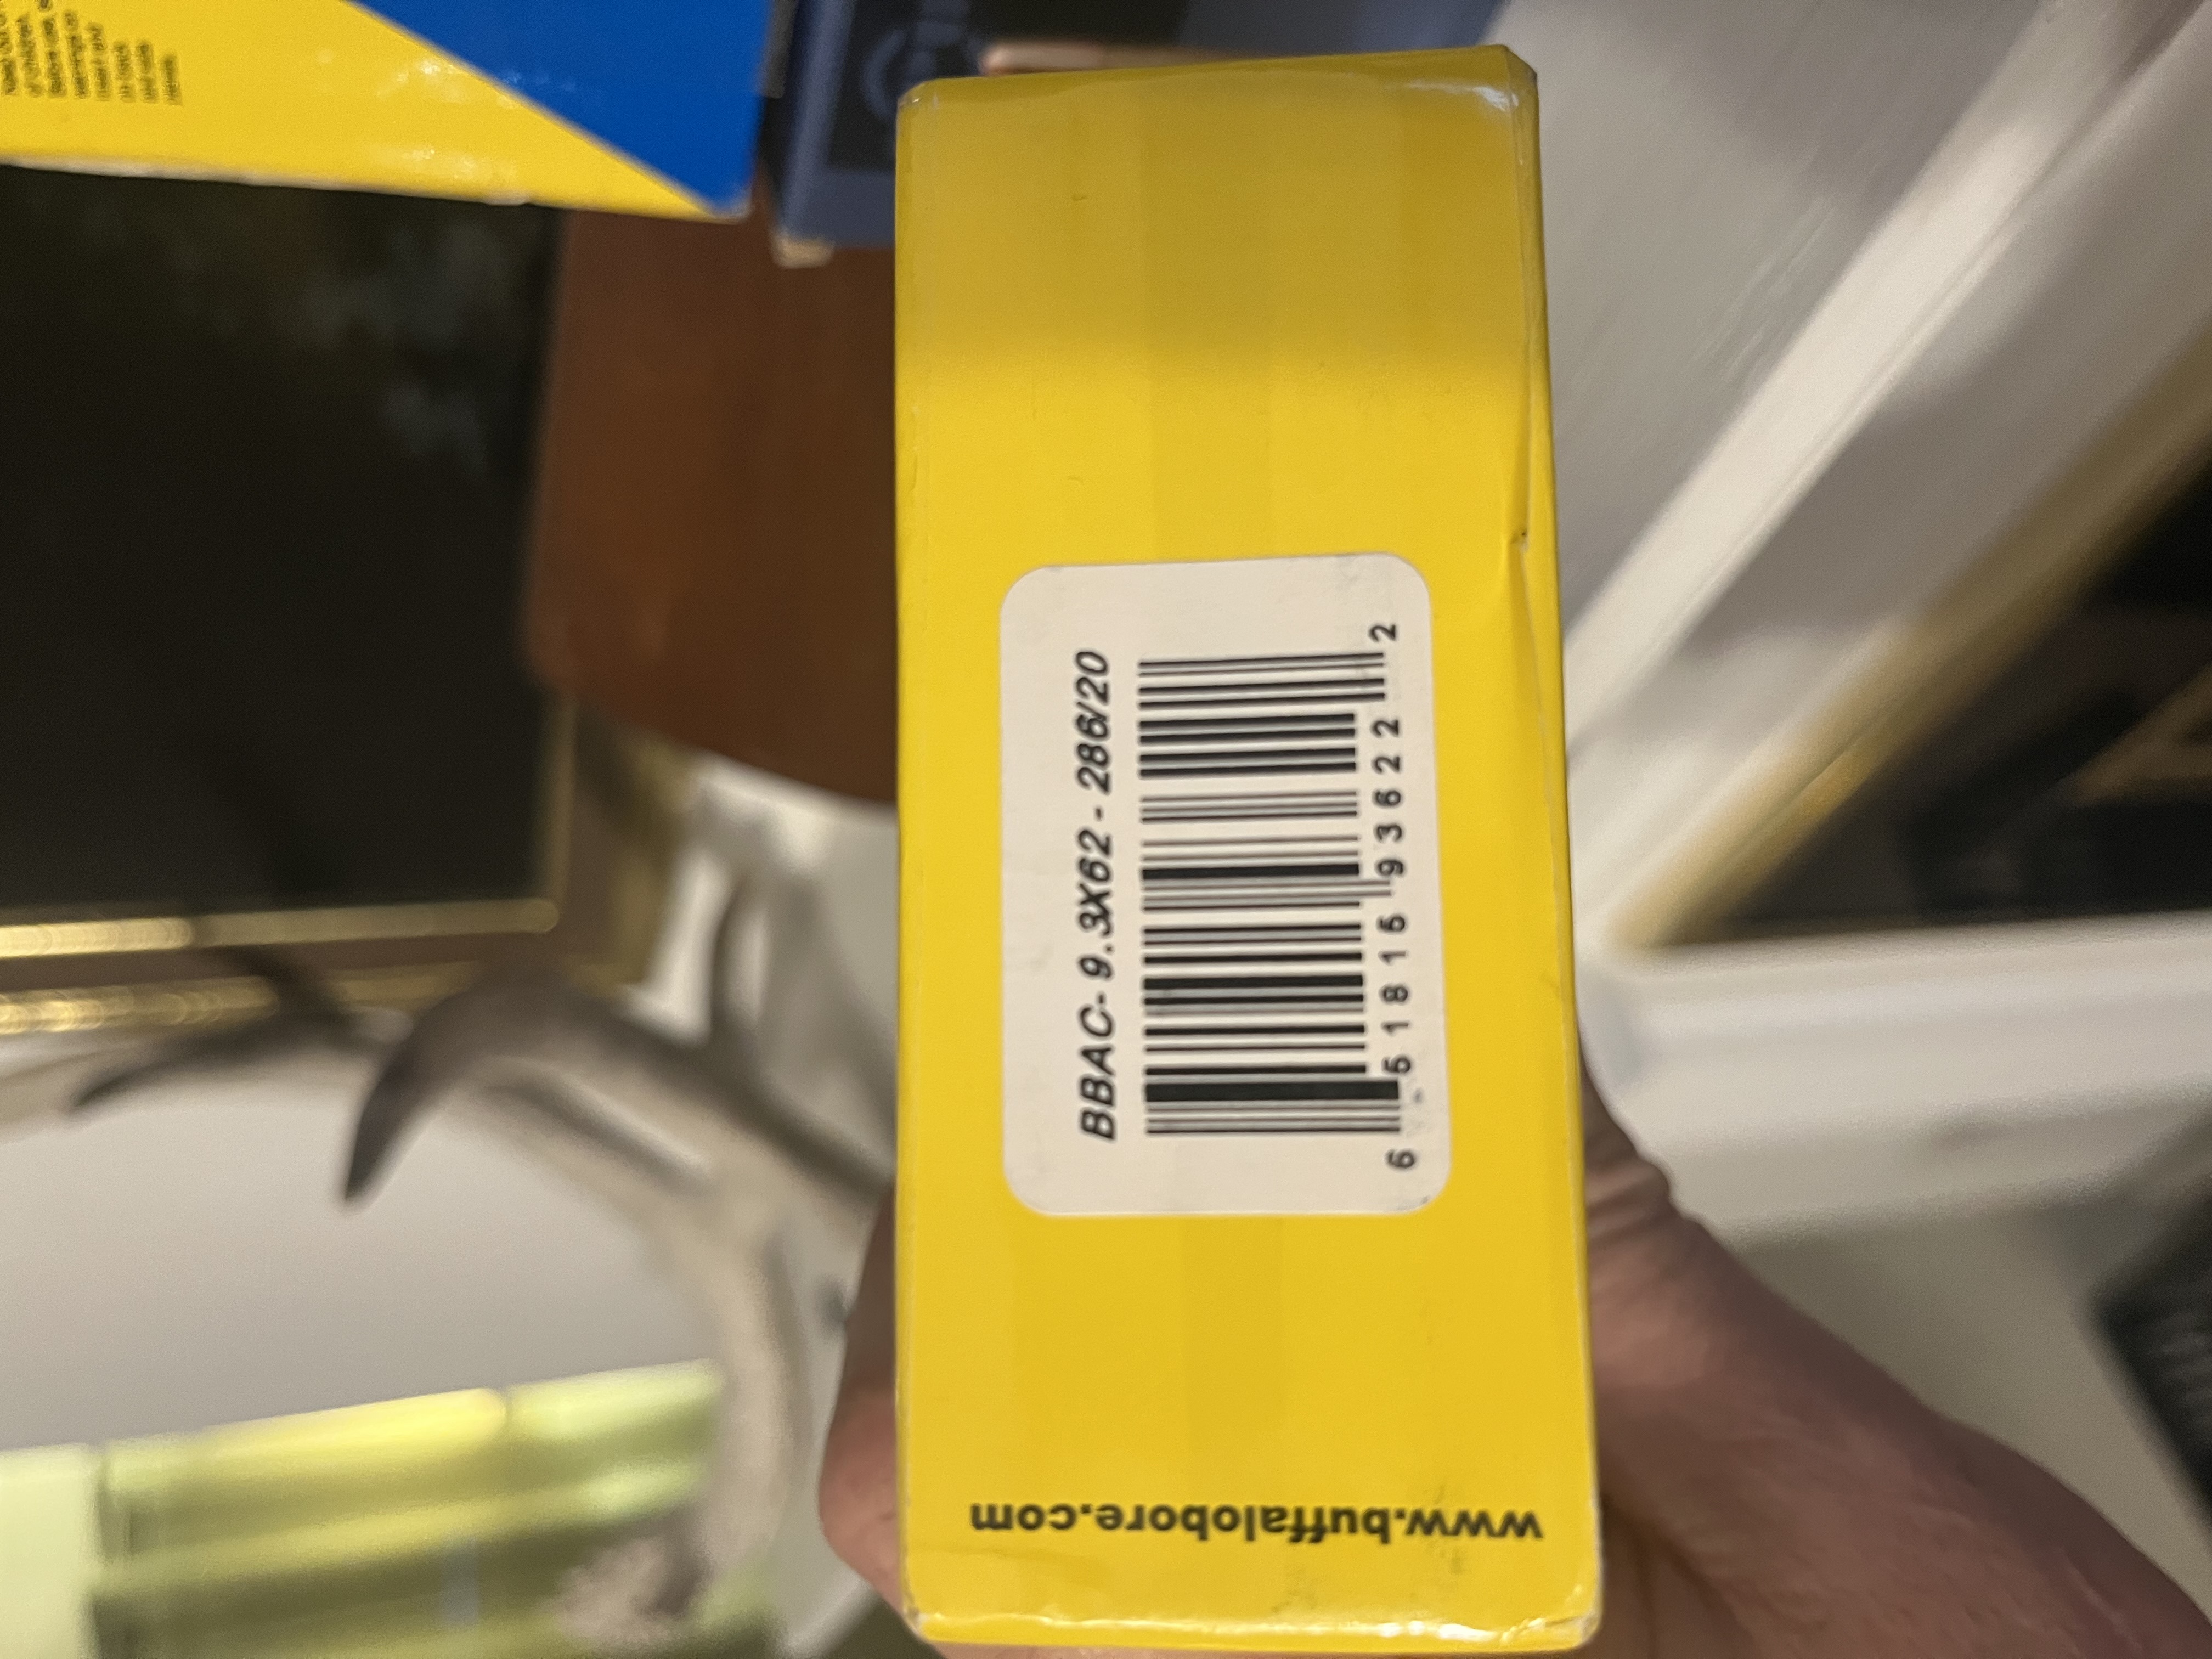 BBAC- 9.3X62 - 286/20
6 51815 93622 2
www.buffalobore.com